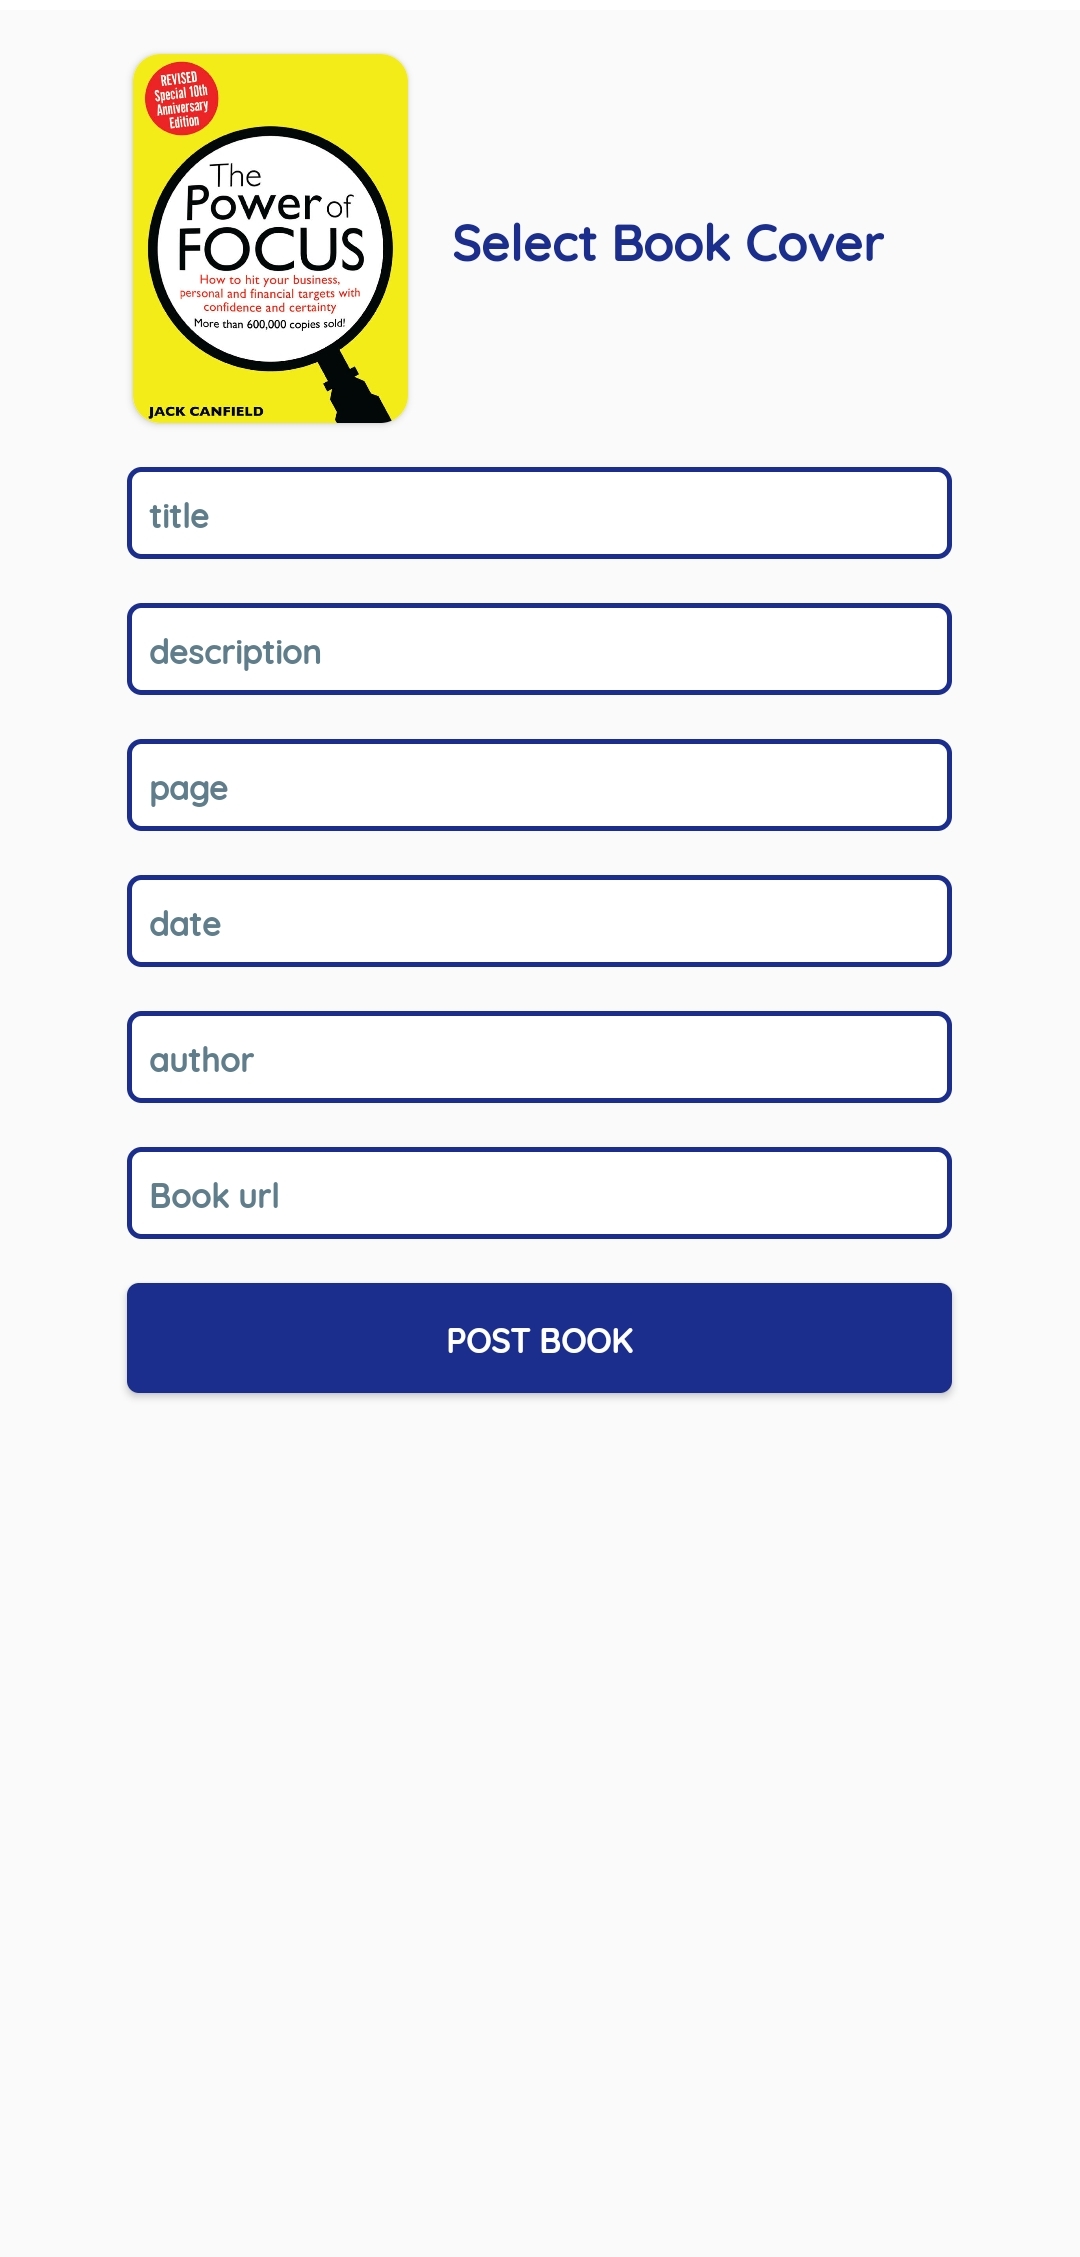 REVISED
Special 10th
Anniversary
Edition
The
Power of
FOCUS
How to hit your business,
personal and financial targets with
confidence and certainty
More than 600,000 copies sold!
JACK CANFIELD
Select Book Cover
title
description
page
date
author
Book url
POST BOOK